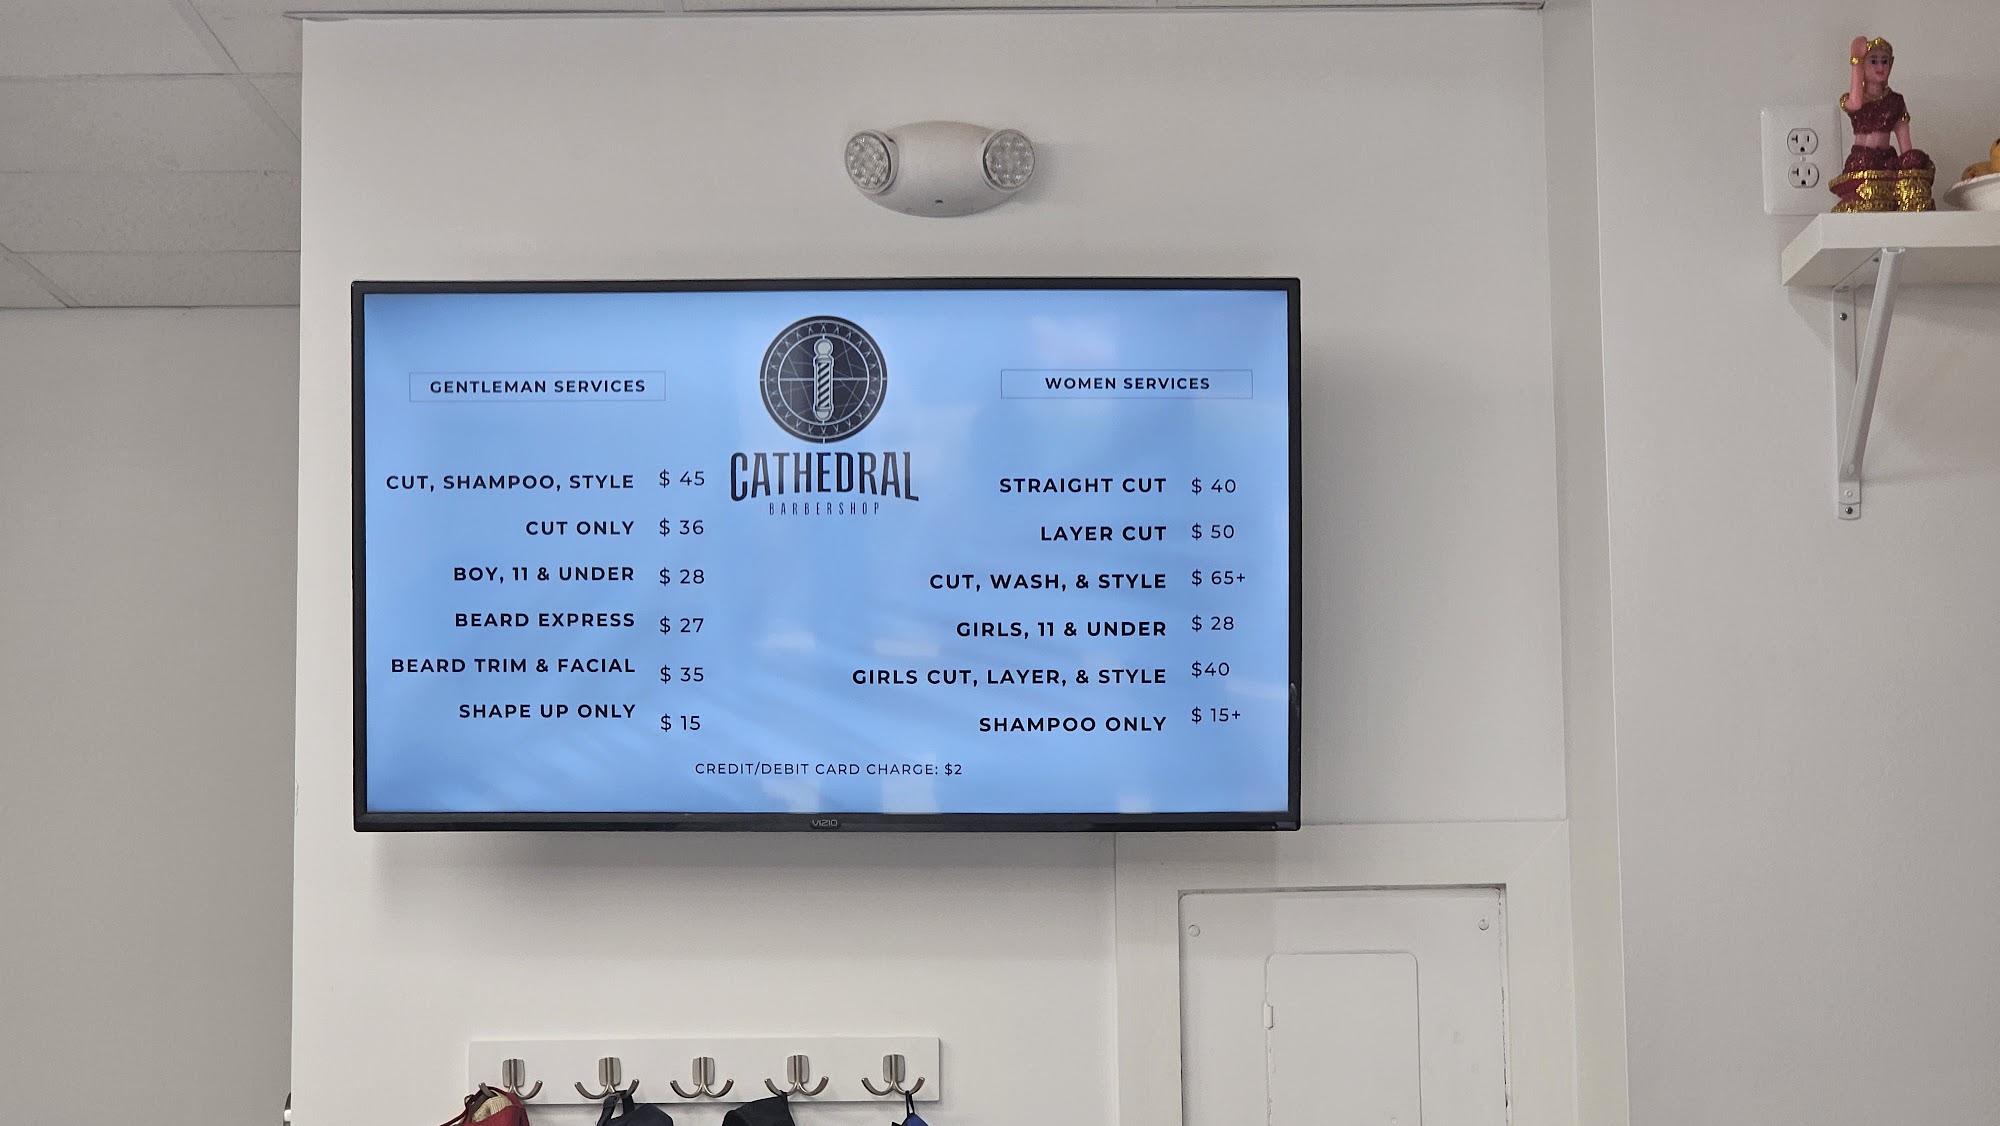 CATHEDRAL
BARBERSHOP
GENTLEMAN SERVICES
CUT, SHAMPOO, STYLE $ 45
CUT ONLY $ 36
BOY, 11 & UNDER $ 28
BEARD EXPRESS $ 27
BEARD TRIM & FACIAL $ 35
SHAPE UP ONLY $ 15
WOMEN SERVICES
STRAIGHT CUT $ 40
LAYER CUT $ 50
CUT, WASH, & STYLE $ 65+
GIRLS, 11 & UNDER $ 28
GIRLS CUT, LAYER, & STYLE $40
SHAMPOO ONLY $ 15+
CREDIT/DEBIT CARD CHARGE: $2
VIZIO